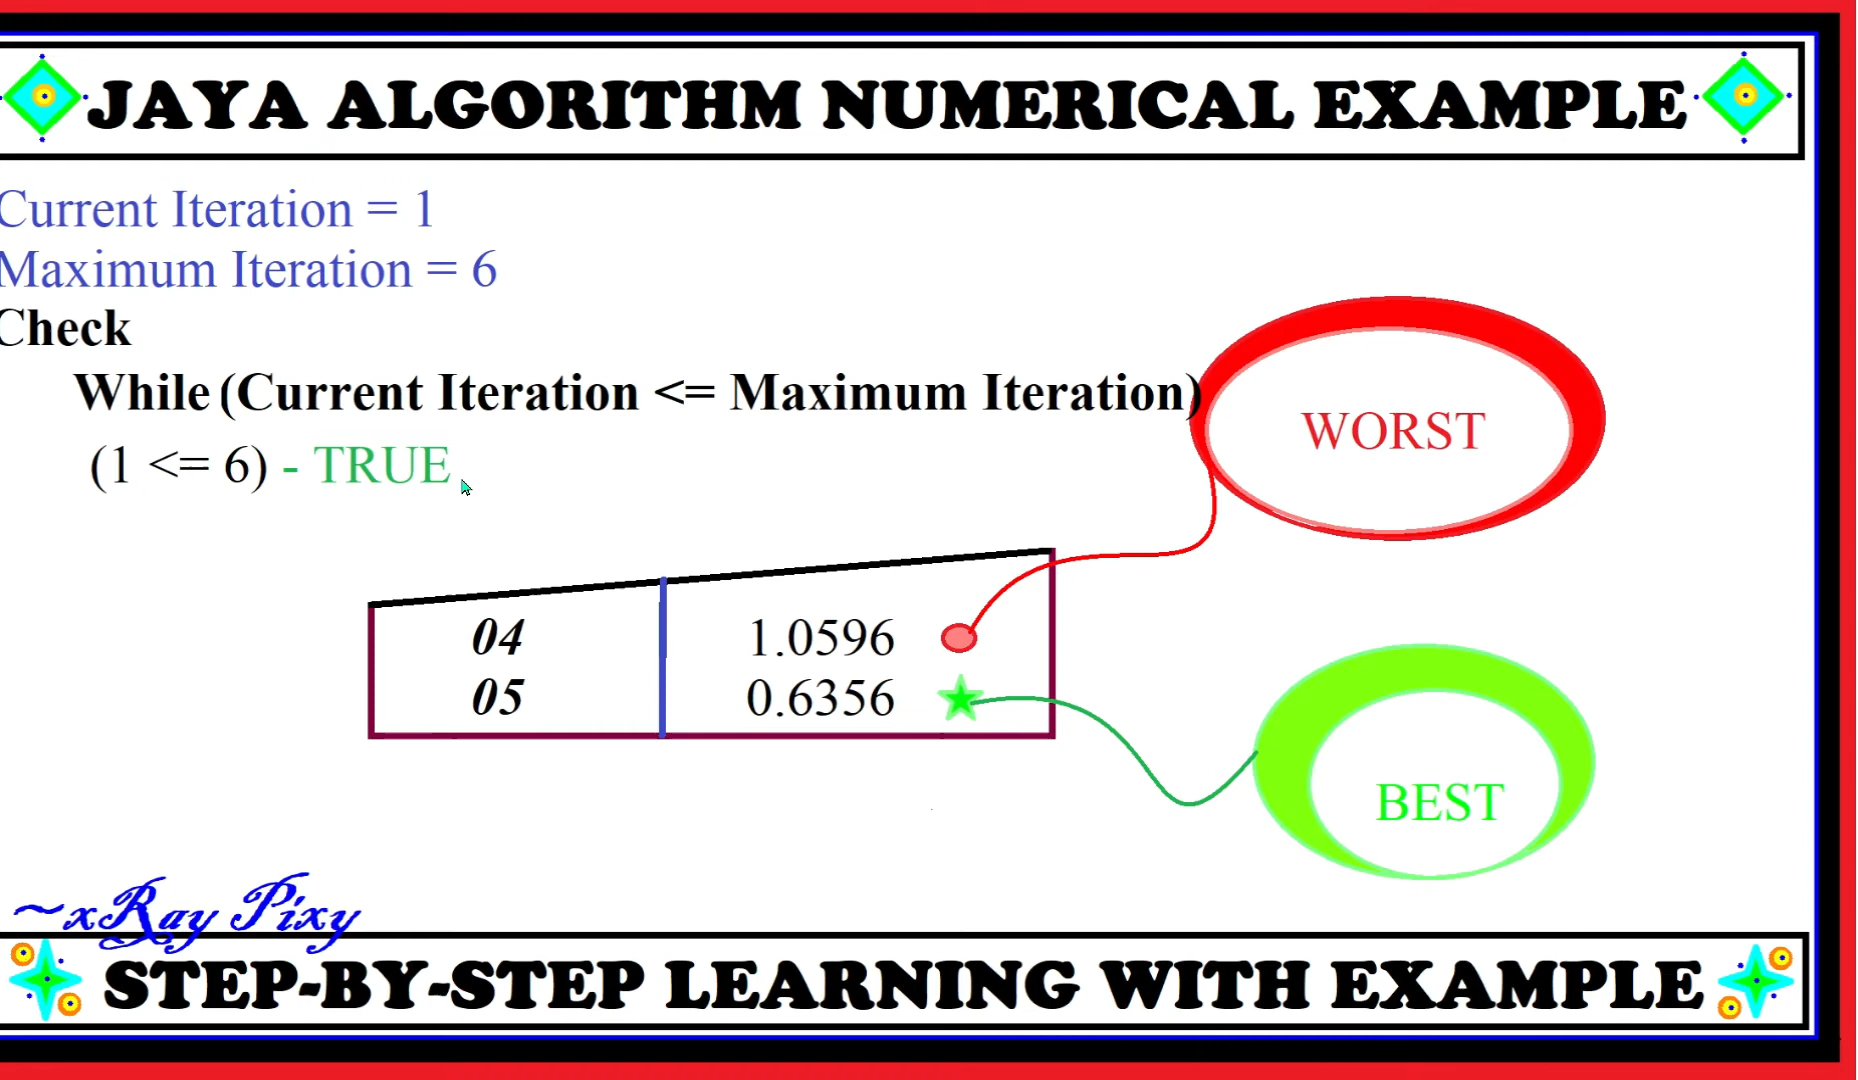 JAYA ALGORITHM NUMERICAL EXAMPLE
Current Iteration = 1
Maximum Iteration = 6
Check
While (Current Iteration <= Maximum Iteration)
(1 <= 6) - TRUE
WORST
04 1.0596
05 0.6356
BEST
~xRay Pixy
STEP-BY-STEP LEARNING WITH EXAMPLE